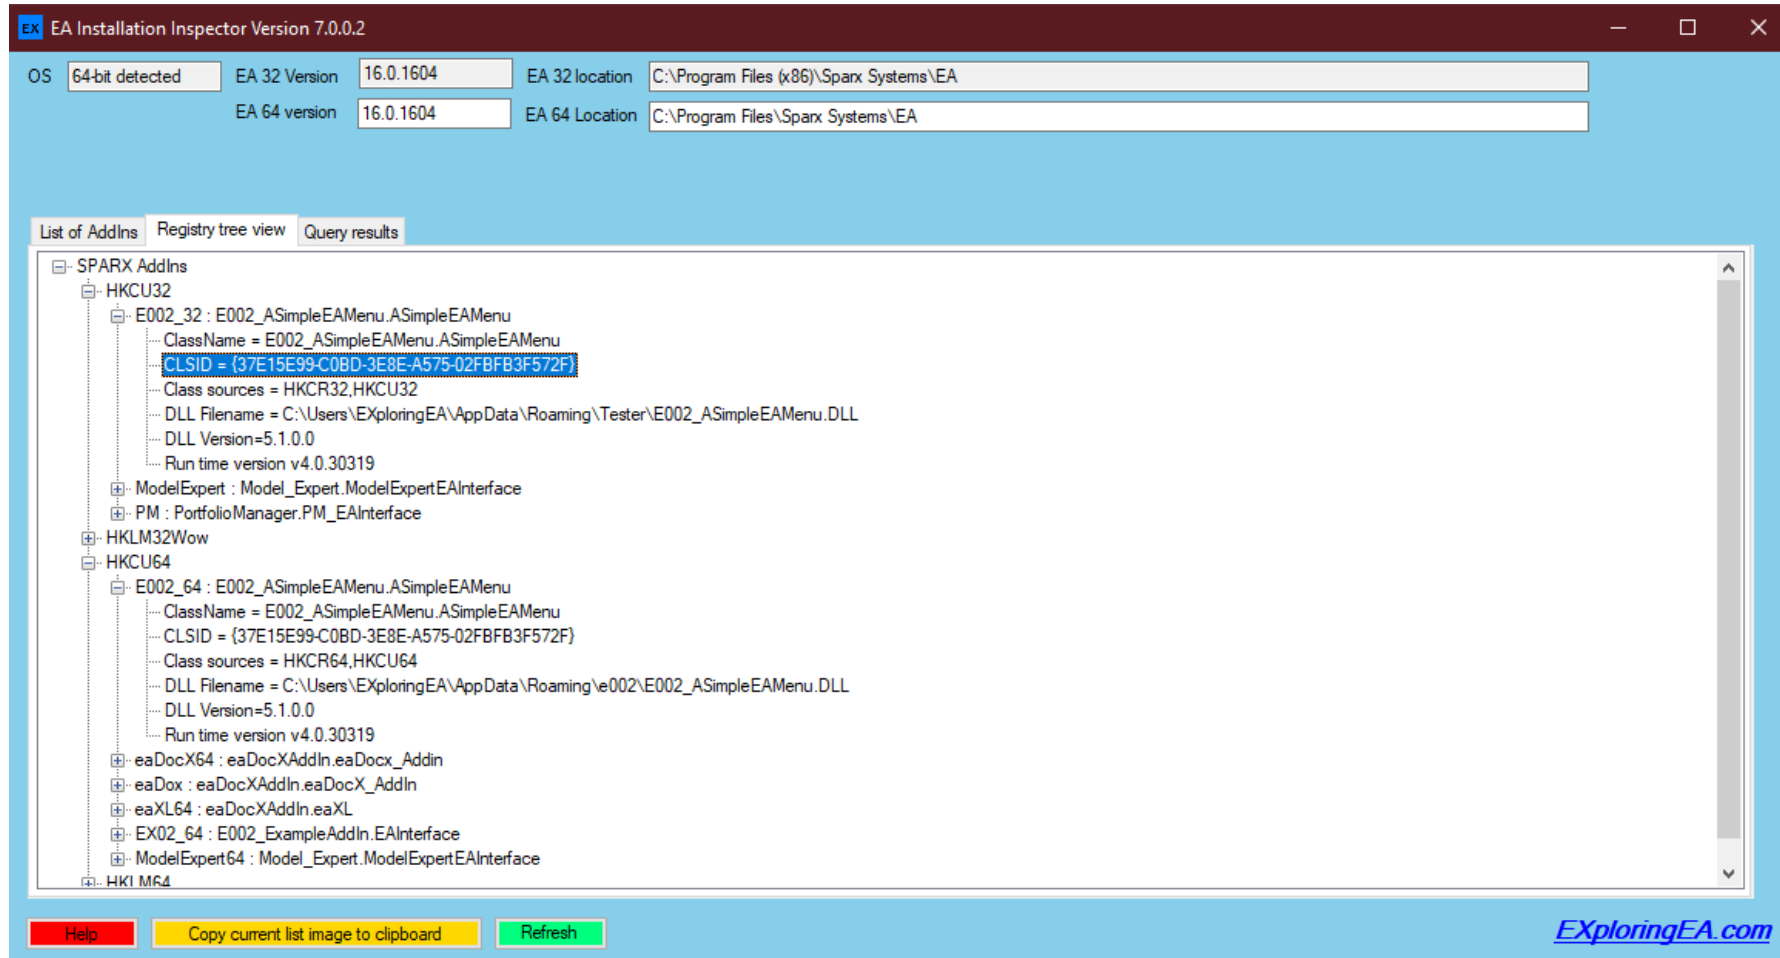 EX EA Installation Inspector Version 7.0.0.2
OS 64-bit detected EA 32 Version 16.0.1604 EA 32 location C:\Program Files (x86)\Sparx Systems\EA
EA 64 version 16.0.1604 EA 64 Location C:\Program Files\Sparx Systems\EA
List of AddIns Registry tree view Query results
SPARX AddIns
HKCU32
E002_32 : E002_ASimpleEAMenu.ASimpleEAMenu
ClassName = E002_ASimpleEAMenu.ASimpleEAMenu
CLSID = {37E15E99-C0BD-3E8E-A575-02FBFB3F572F}
Class sources = HKCR32,HKCU32
DLL Filename = C:\Users\EXploringEA\AppData\Roaming\Tester\E002_ASimpleEAMenu.DLL
DLL Version=5.1.0.0
Run time version v4.0.30319
ModelExpert : Model_Expert.ModelExpertEAInterface
PM : PortfolioManager.PM_EAInterface
HKLM32Wow
HKCU64
E002_64 : E002_ASimpleEAMenu.ASimpleEAMenu
ClassName = E002_ASimpleEAMenu.ASimpleEAMenu
CLSID = {37E15E99-C0BD-3E8E-A575-02FBFB3F572F}
Class sources = HKCR64,HKCU64
DLL Filename = C:\Users\EXploringEA\AppData\Roaming\e002\E002_ASimpleEAMenu.DLL
DLL Version=5.1.0.0
Run time version v4.0.30319
eaDocX64 : eaDocXAddIn.eaDocx_Addin
eaDox : eaDocXAddIn.eaDocX_AddIn
eaXL64 : eaDocXAddIn.eaXL
EX02_64 : E002_ExampleAddIn.EAInterface
ModelExpert64 : Model_Expert.ModelExpertEAInterface
HKLM64
Help Copy current list image to clipboard Refresh EXploringEA.com